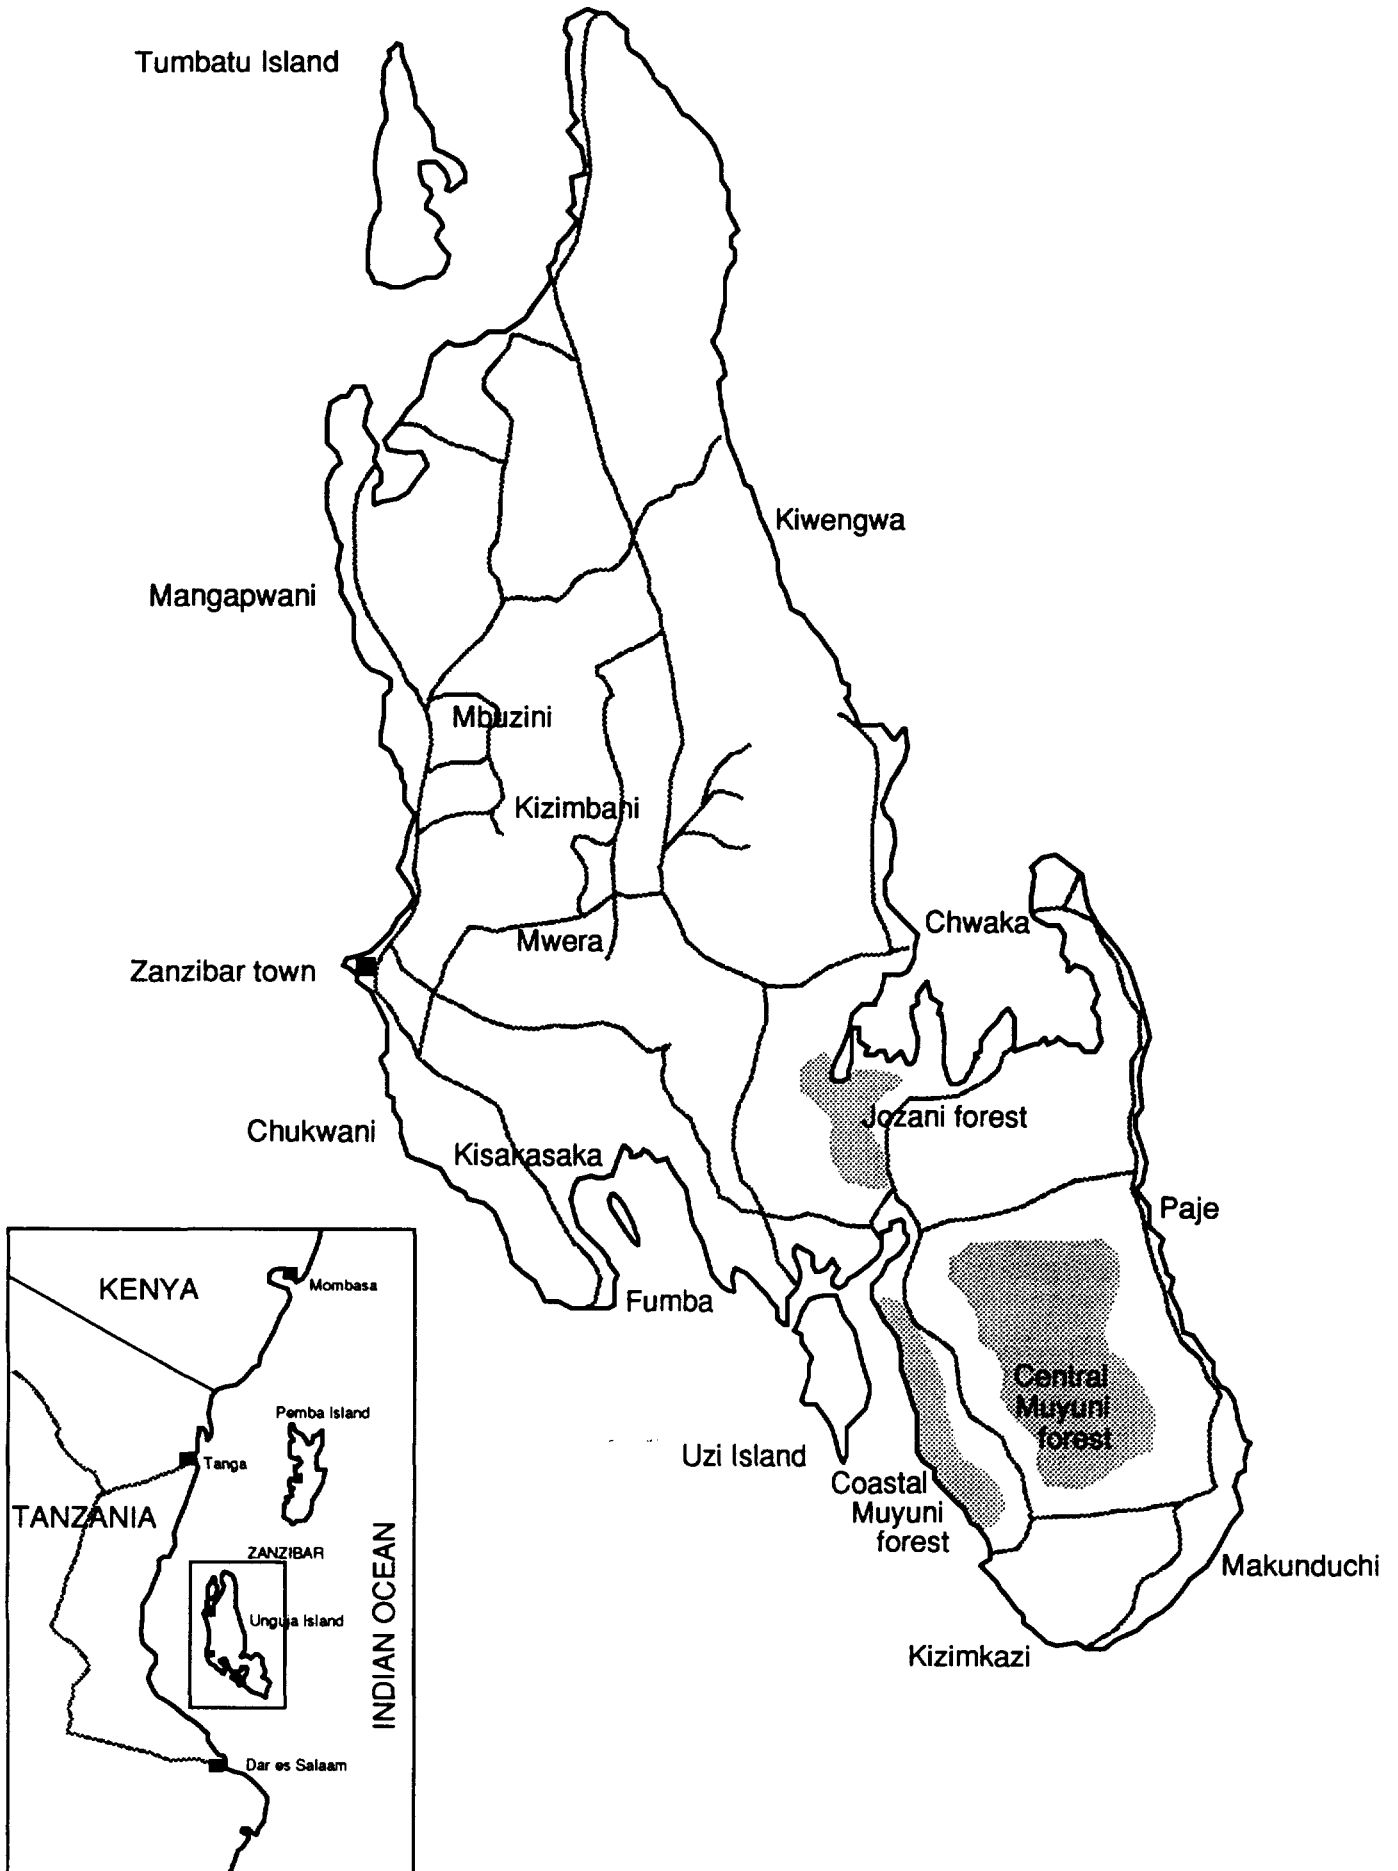 Tumbatu Island
Kiwengwa
Mangapwani
Mbuzini
Kizimbani
Chwaka
Mwera
Zanzibar town
Jozani forest
Chukwani
Kisakasaka
Paje
Fumba
Central
Muyuni
forest
Uzi Island
Coastal
Muyuni
forest
Makunduchi
Kizimkazi
KENYA
Mombasa
Pemba Island
Tanga
TANZANIA
ZANZIBAR
Unguja Island
INDIAN OCEAN
Dar es Salaam